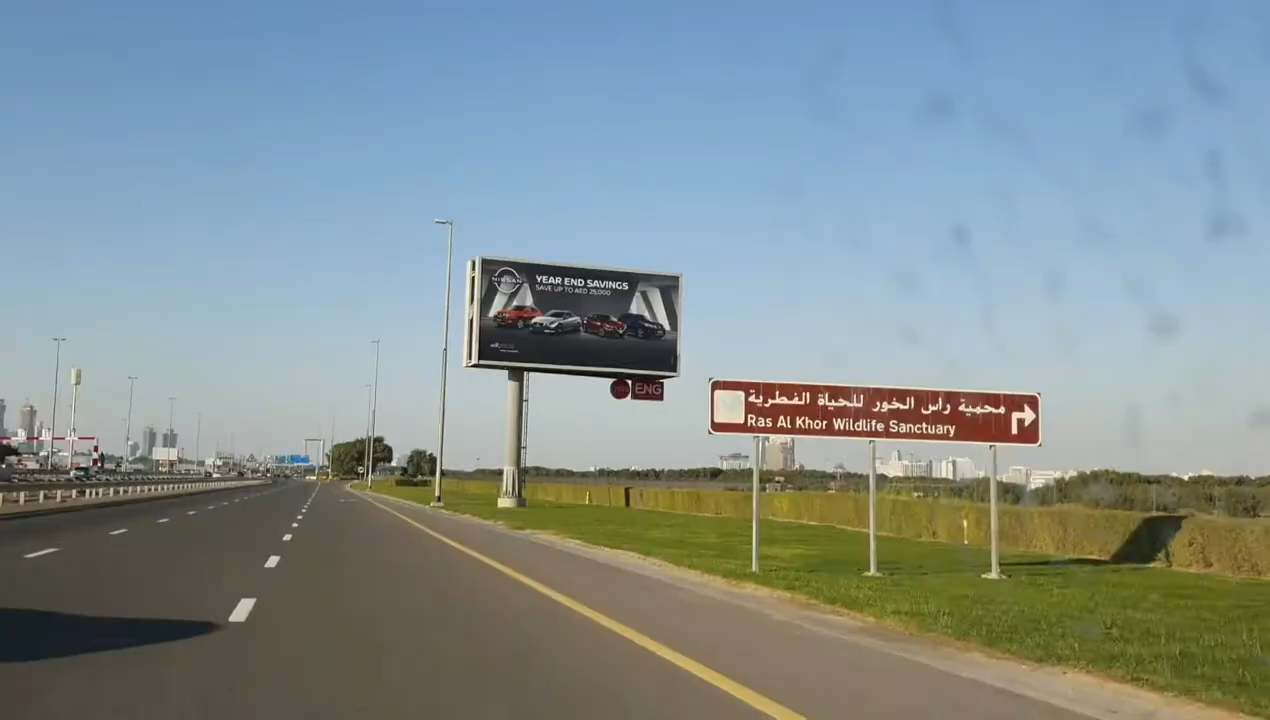 NISSAN
YEAR END SAVINGS
SAVE UP TO AED 25,000
ENG
محمية راس الخور للحياة الفطرية
Ras Al Khor Wildlife Sanctuary